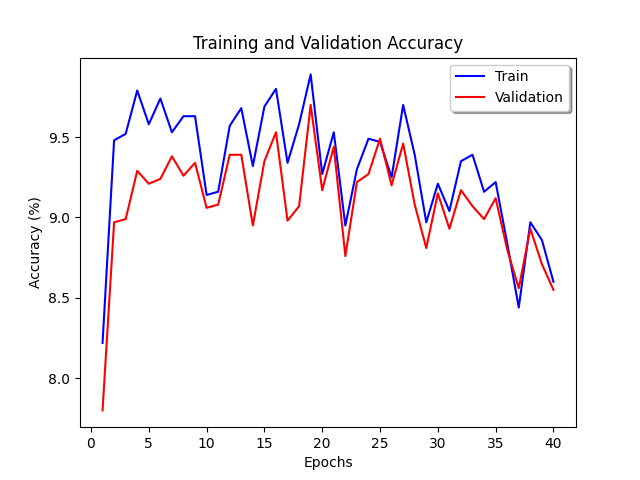 Training and Validation Accuracy
Train
Validation
Accuracy (%)
9.5
9.0
8.5
8.0
0 5 10 15 20 25 30 35 40
Epochs